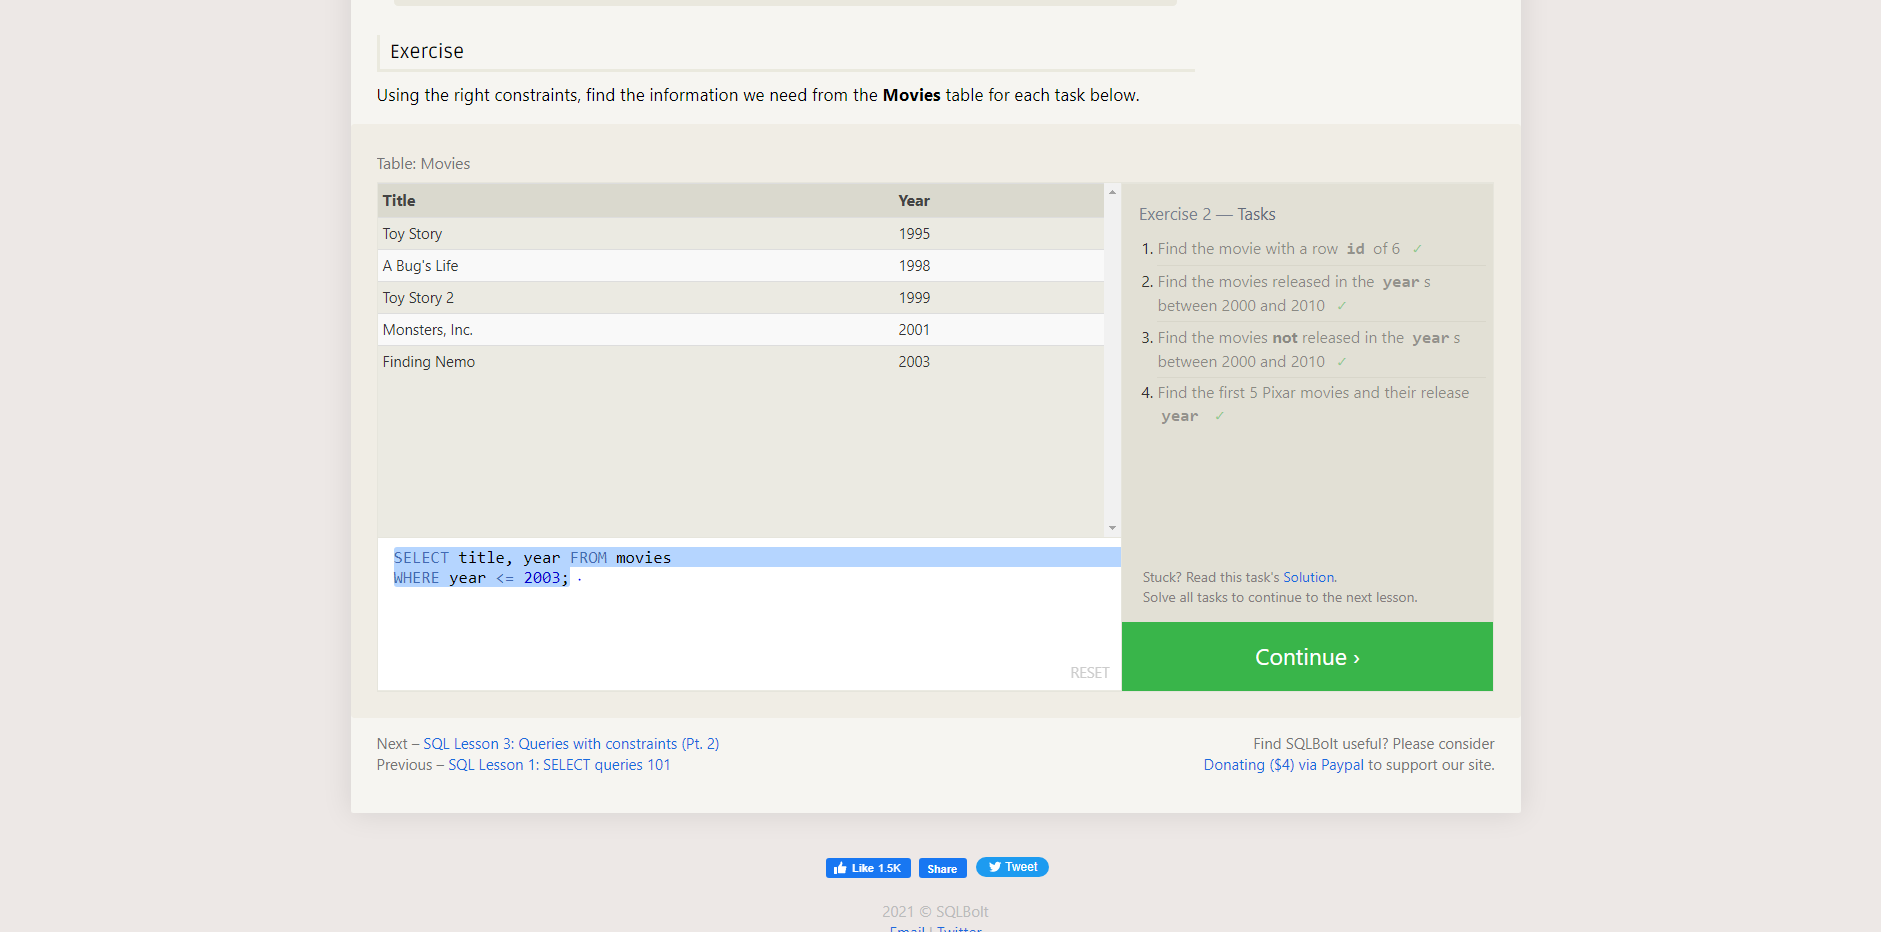 Exercise
Using the right constraints, find the information we need from the Movies table for each task below.
Table: Movies
Title Year
Toy Story 1995
A Bug's Life 1998
Toy Story 2 1999
Monsters, Inc. 2001
Finding Nemo 2003
SELECT title, year FROM movies
WHERE year <= 2003;
RESET
Exercise 2 — Tasks
1. Find the movie with a row id of 6 ✓
2. Find the movies released in the year s
between 2000 and 2010 ✓
3. Find the movies not released in the year s
between 2000 and 2010 ✓
4. Find the first 5 Pixar movies and their release
year ✓
Stuck? Read this task's Solution.
Solve all tasks to continue to the next lesson.
Continue ›
Next – SQL Lesson 3: Queries with constraints (Pt. 2)
Previous – SQL Lesson 1: SELECT queries 101
Find SQLBolt useful? Please consider
Donating ($4) via Paypal to support our site.
Like 1.5K Share Tweet
2021 © SQLBolt
Email | Twitter